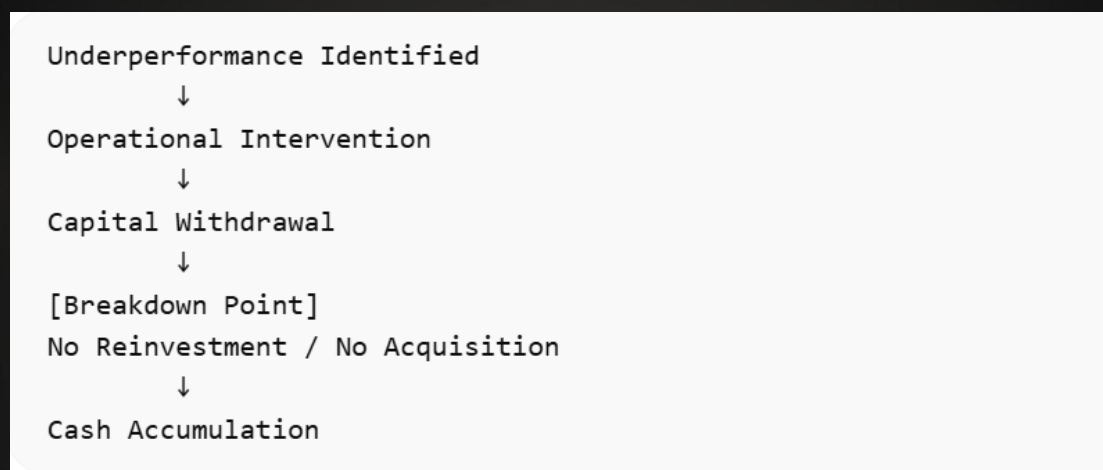 Underperformance Identified
↓
Operational Intervention
↓
Capital Withdrawal
↓
[Breakdown Point]
No Reinvestment / No Acquisition
↓
Cash Accumulation